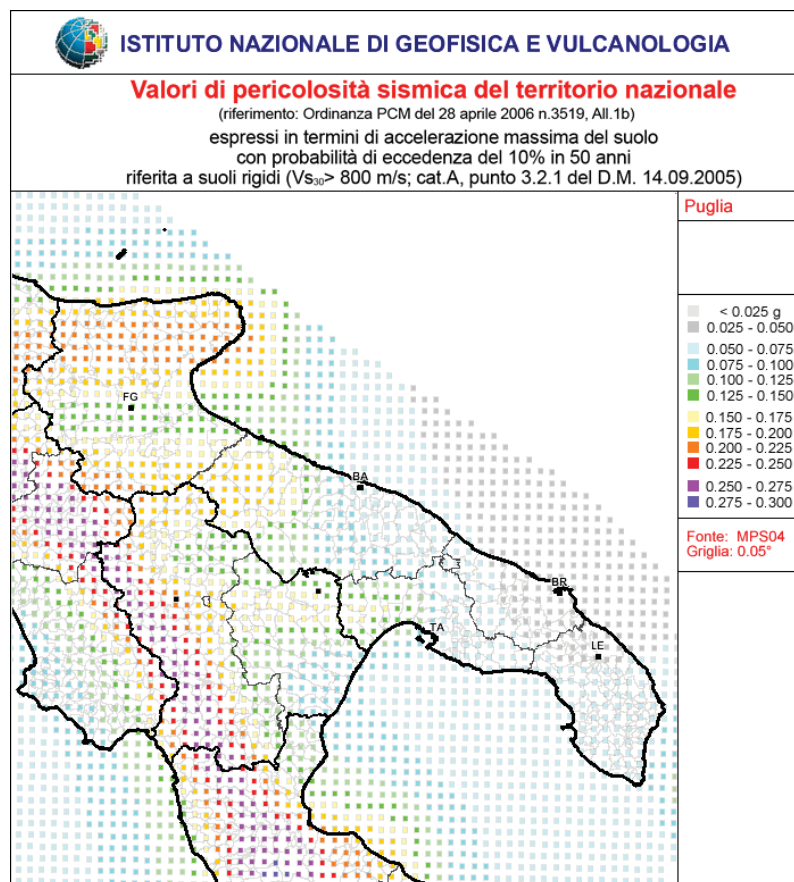 ISTITUTO NAZIONALE DI GEOFISICA E VULCANOLOGIA
Valori di pericolosità sismica del territorio nazionale
(riferimento: Ordinanza PCM del 28 aprile 2006 n.3519, All.1b)
espressi in termini di accelerazione massima del suolo
con probabilità di eccedenza del 10% in 50 anni
riferita a suoli rigidi (Vs₃₀> 800 m/s; cat.A, punto 3.2.1 del D.M. 14.09.2005)
Puglia
< 0.025 g
0.025 - 0.050
0.050 - 0.075
0.075 - 0.100
0.100 - 0.125
0.125 - 0.150
0.150 - 0.175
0.175 - 0.200
0.200 - 0.225
0.225 - 0.250
0.250 - 0.275
0.275 - 0.300
Fonte: MPS04
Griglia: 0.05°
FG
BA
BR
TA
LE